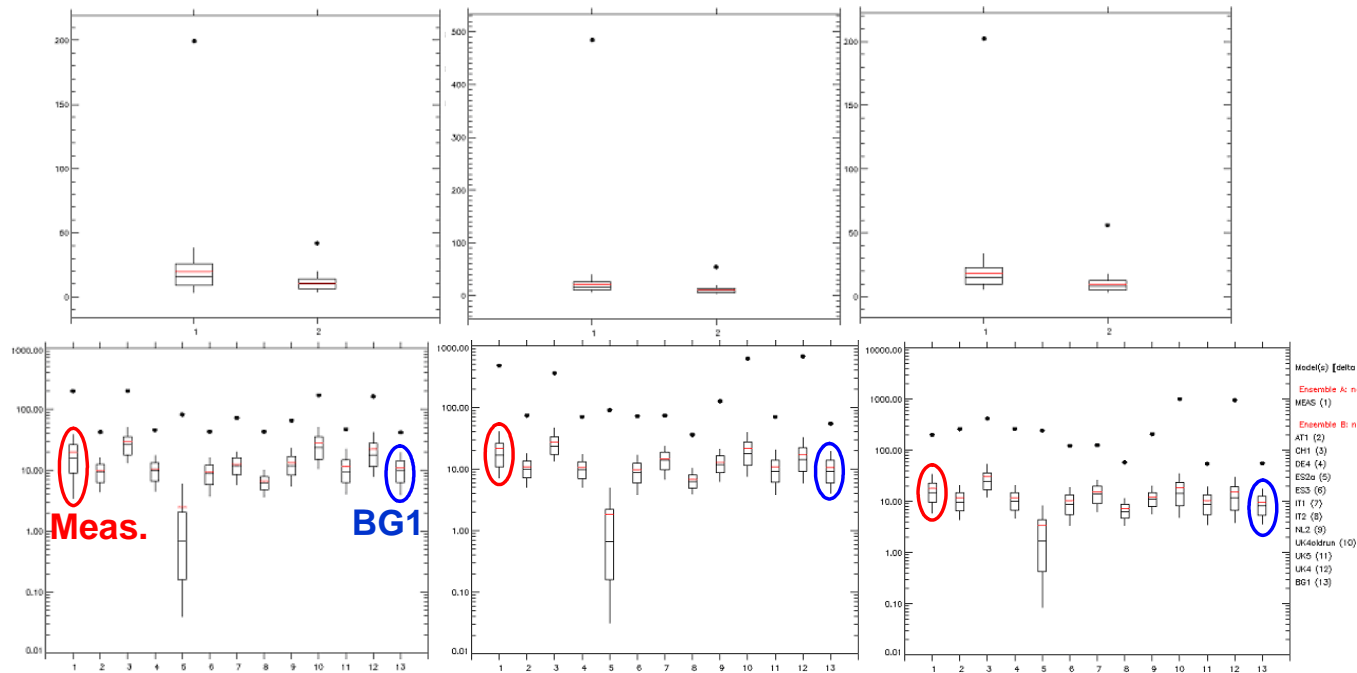 200
150
100
50
0
1
2
500
400
300
200
100
0
1
2
200
150
100
50
0
1
2
1000.00
100.00
10.00
1.00
0.10
0.01
1 2 3 4 5 6 7 8 9 10 11 12 13
Meas.
BG1
1000.00
100.00
10.00
1.00
0.10
0.01
1 2 3 4 5 6 7 8 9 10 11 12 13
10000.00
1000.00
100.00
10.00
1.00
0.10
0.01
1 2 3 4 5 6 7 8 9 10 11 12 13
Model(s) [delta
Ensemble A: n
MEAS (1)
Ensemble B: n
AT1 (2)
CH1 (3)
DE4 (4)
ES2a (5)
ES3 (6)
IT1 (7)
IT2 (8)
NL2 (9)
UK4oldrun (10)
UK5 (11)
UK4 (12)
BG1 (13)